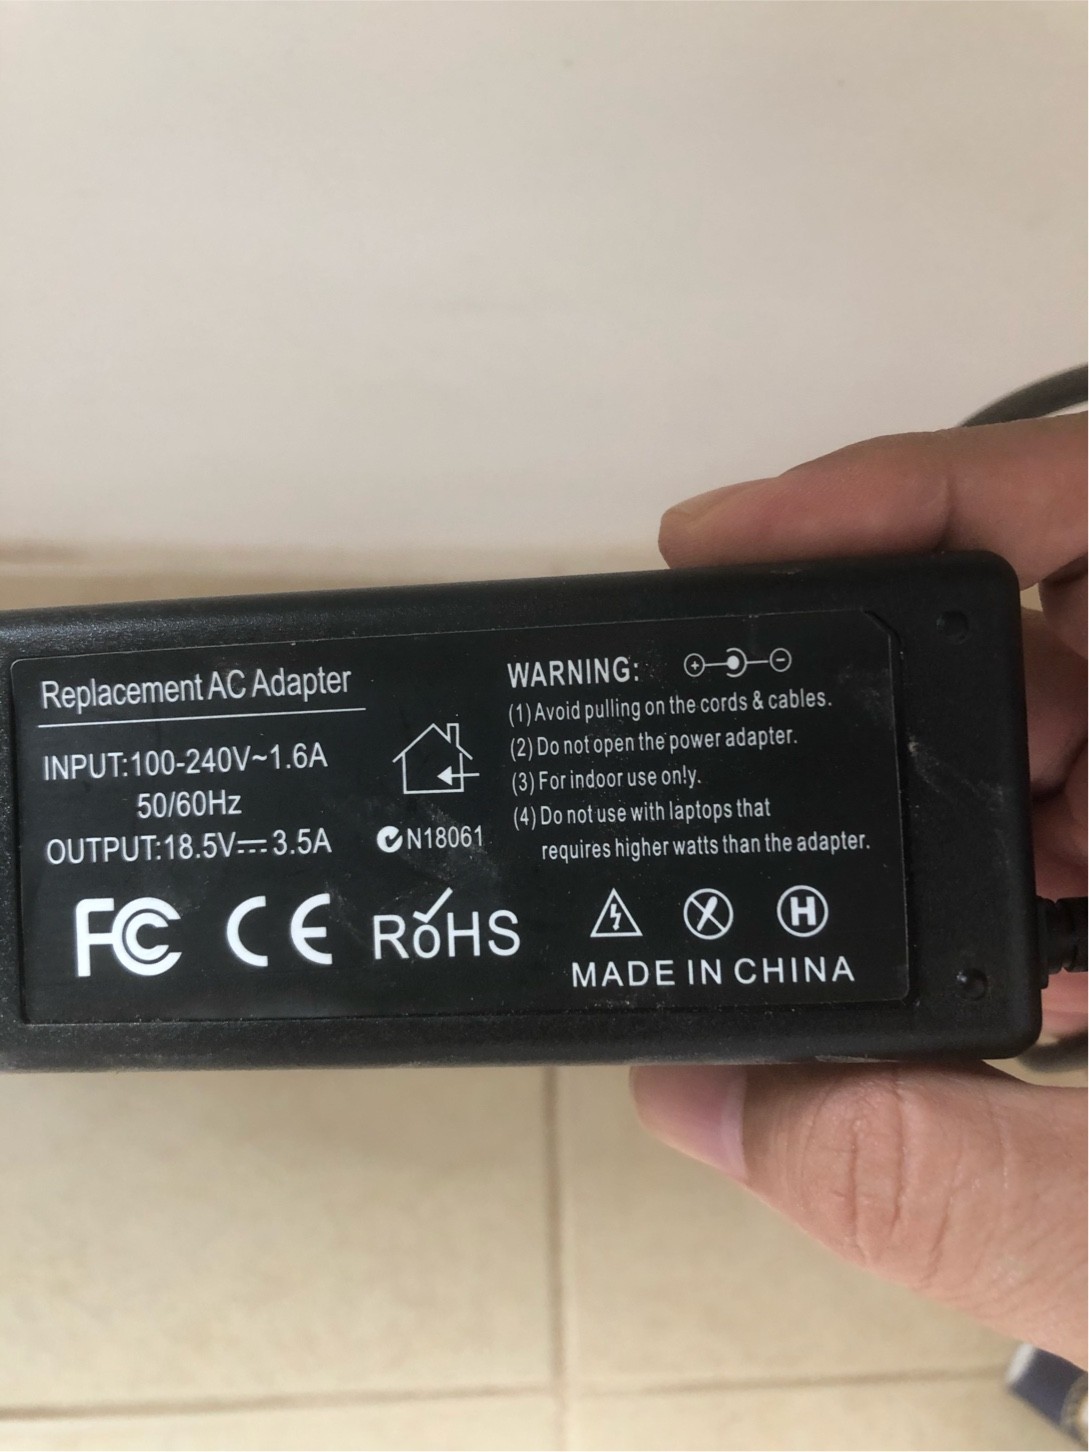 Replacement AC Adapter
INPUT:100-240V~1.6A
50/60Hz
OUTPUT:18.5V⎓3.5A
N18061
FC CE RoHS
WARNING:
(1) Avoid pulling on the cords & cables.
(2) Do not open the power adapter.
(3) For indoor use only.
(4) Do not use with laptops that
requires higher watts than the adapter.
H
MADE IN CHINA